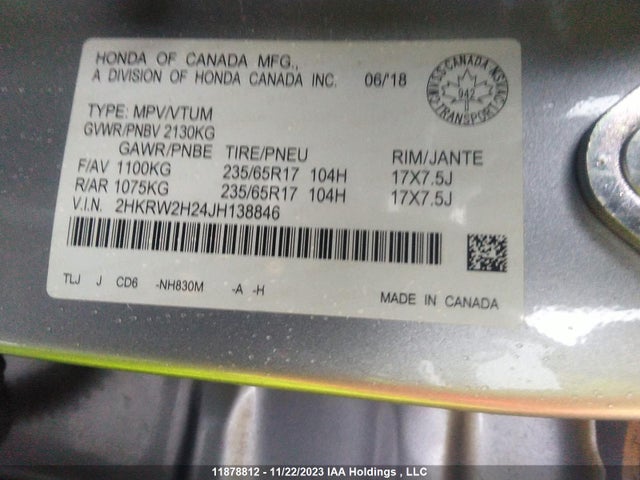 HONDA OF CANADA MFG.,
A DIVISION OF HONDA CANADA INC. 06/'18
CANADA
942
TRANSPORT
TYPE: MPV/VTUM
GVWR/PNBV 2130KG
GAWR/PNBE TIRE/PNEU RIM/JANTE
F/AV 1100KG 235/65R17 104H 17X7.5J
R/AR 1075KG 235/65R17 104H 17X7.5J
V.I.N. 2HKRW2H24JH138846
TLJ J CD6 -NH830M -A -H
MADE IN CANADA
11878812 - 11/22/2023 IAA Holdings , LLC